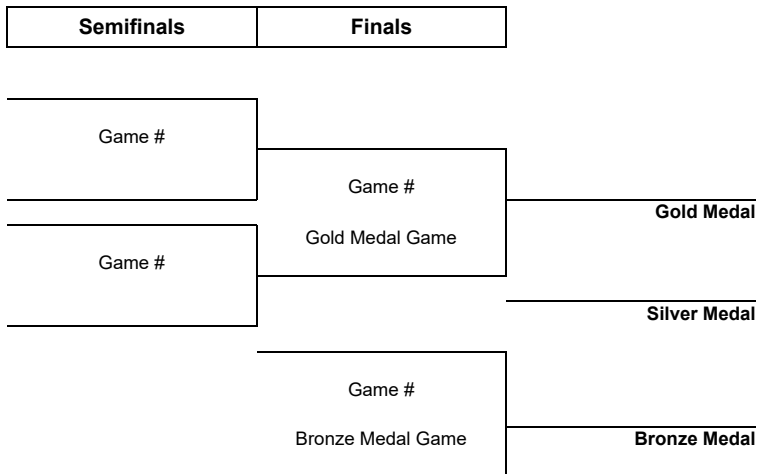 Semifinals Finals
Game #
Game #
Gold Medal
Gold Medal Game
Game #
Silver Medal
Game #
Bronze Medal Game Bronze Medal